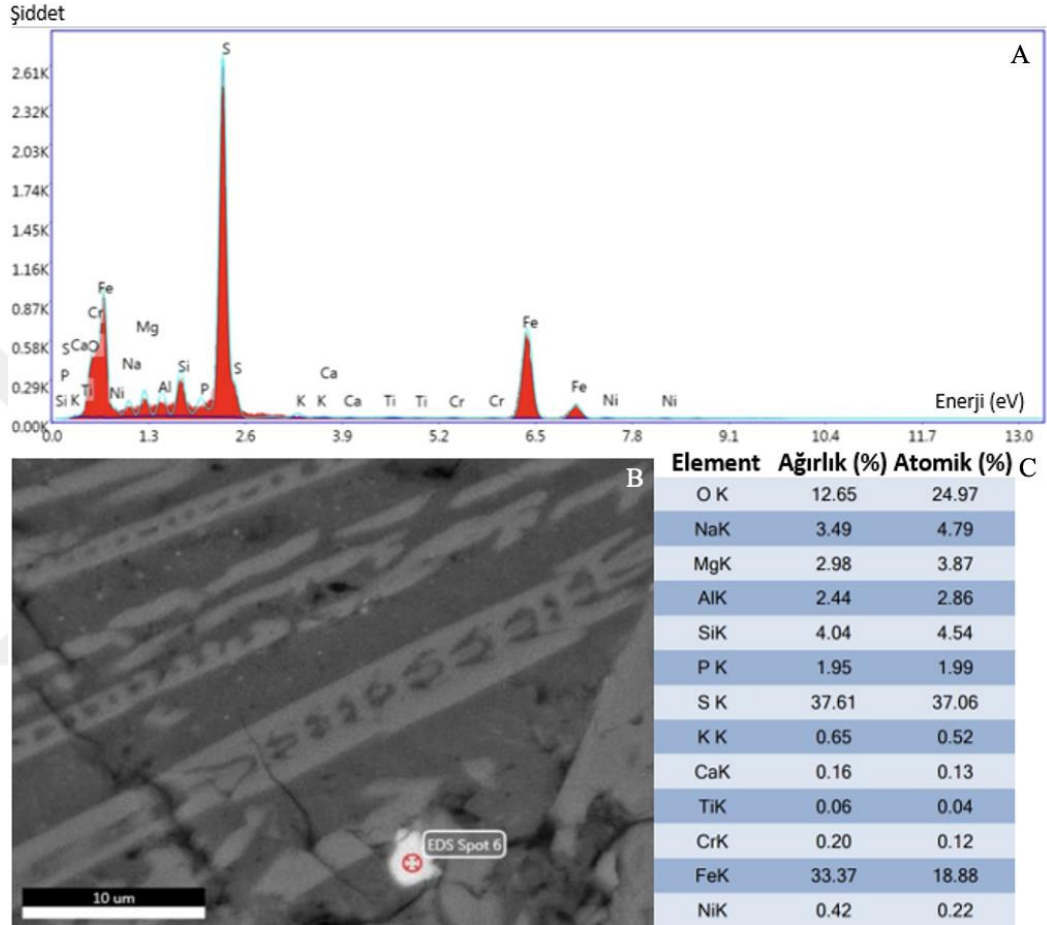 Şiddet
A
2.61K
2.32K
2.03K
1.74K
1.45K
1.16K
0.87K
0.58K
0.29K
0.00K
S
Fe
Cr
Mg
S Ca O
P
Na
Si
Al
P
S
Ti
Ni
Si K
Ca
K K Ca Ti Ti Cr Cr
Fe
Fe
Ni Ni
Enerji (eV)
0.0 1.3 2.6 3.9 5.2 6.5 7.8 9.1 10.4 11.7 13.0
B
EDS Spot 6
10 um
Element Ağırlık (%) Atomik (%) C
O K 12.65 24.97
NaK 3.49 4.79
MgK 2.98 3.87
AlK 2.44 2.86
SiK 4.04 4.54
P K 1.95 1.99
S K 37.61 37.06
K K 0.65 0.52
CaK 0.16 0.13
TiK 0.06 0.04
CrK 0.20 0.12
FeK 33.37 18.88
NiK 0.42 0.22